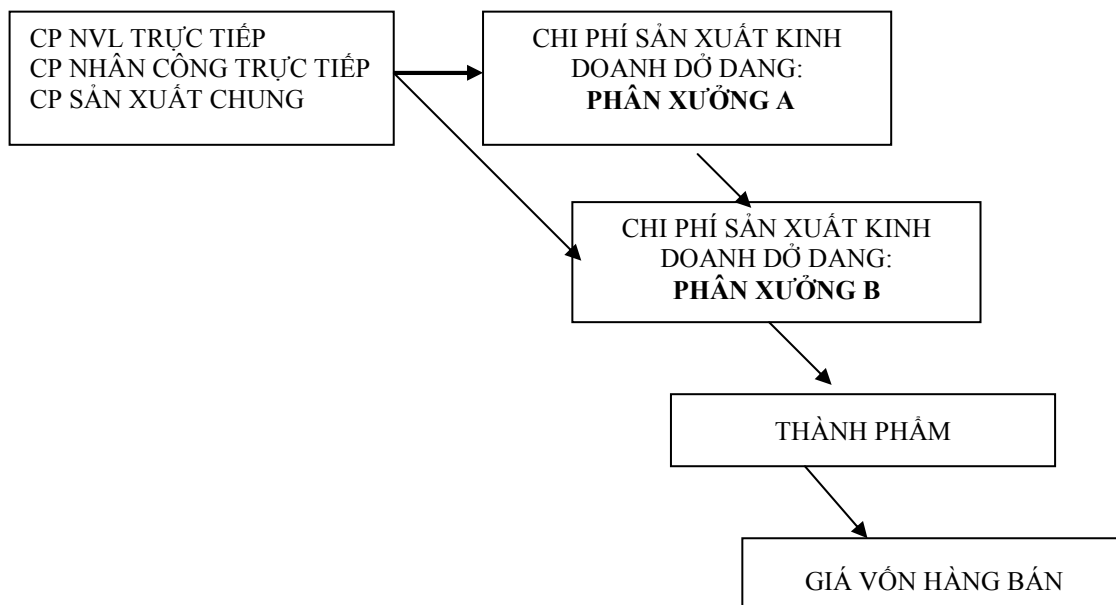 CP NVL TRỰC TIẾP
CP NHÂN CÔNG TRỰC TIẾP
CP SẢN XUẤT CHUNG
CHI PHÍ SẢN XUẤT KINH
DOANH DỞ DANG:
PHÂN XƯỞNG A
CHI PHÍ SẢN XUẤT KINH
DOANH DỞ DANG:
PHÂN XƯỞNG B
THÀNH PHẨM
GIÁ VỐN HÀNG BÁN